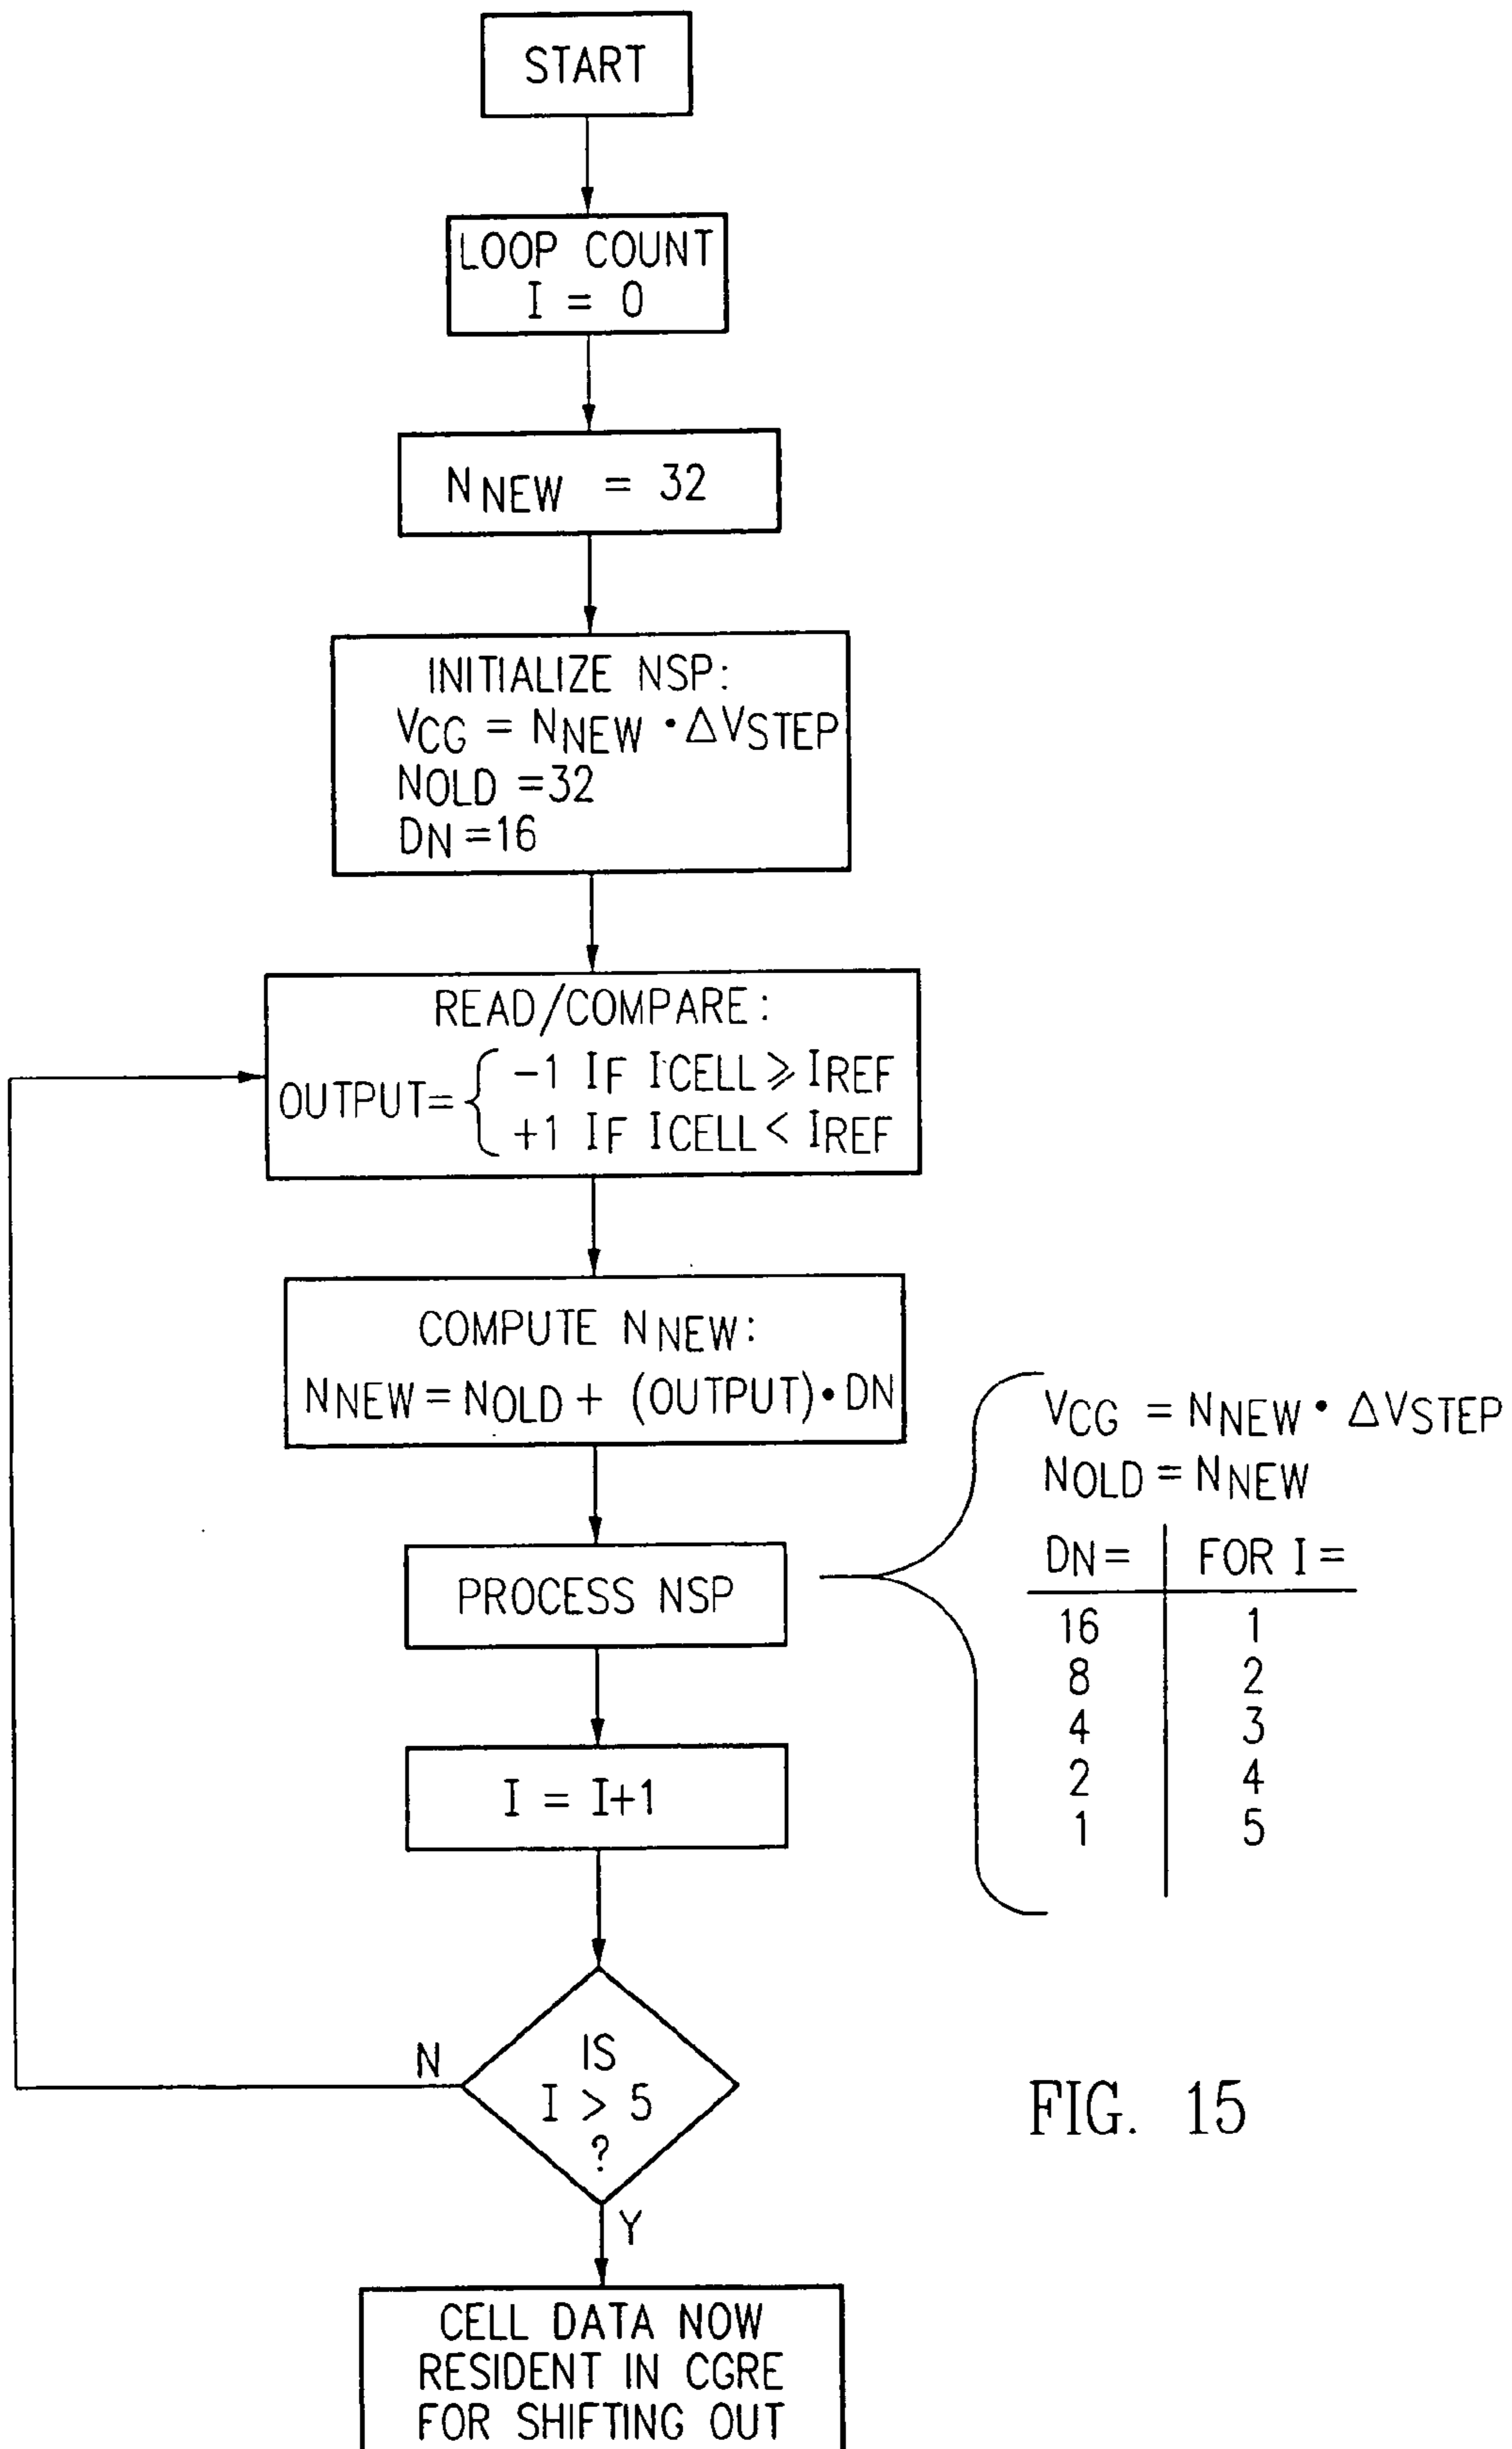 START
LOOP COUNT
I = 0
N NEW = 32
INITIALIZE NSP:
VCG = NNEW • ΔVSTEP
NOLD =32
DN =16
READ/COMPARE:
OUTPUT= { -1 IF ICELL ⩾ IREF
+1 IF ICELL < IREF
COMPUTE N NEW:
NNEW = NOLD + (OUTPUT)• DN
PROCESS NSP
VCG = NNEW • ΔVSTEP
NOLD = NNEW
DN= FOR I=
16 1
8 2
4 3
2 4
1 5
I = I+1
IS
I > 5
?
N
Y
CELL DATA NOW
RESIDENT IN CGRE
FOR SHIFTING OUT
FIG. 15